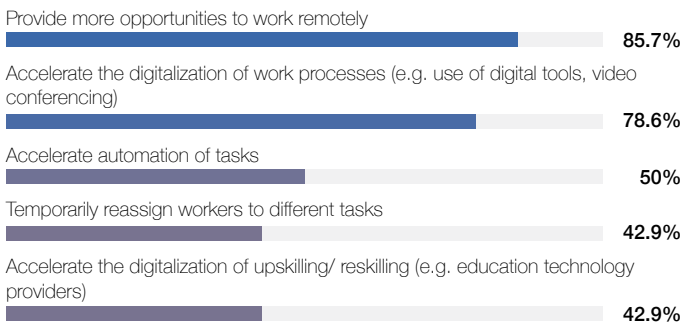 Provide more opportunities to work remotely
85.7%
Accelerate the digitalization of work processes (e.g. use of digital tools, video
conferencing)
78.6%
Accelerate automation of tasks
50%
Temporarily reassign workers to different tasks
42.9%
Accelerate the digitalization of upskilling/ reskilling (e.g. education technology
providers)
42.9%